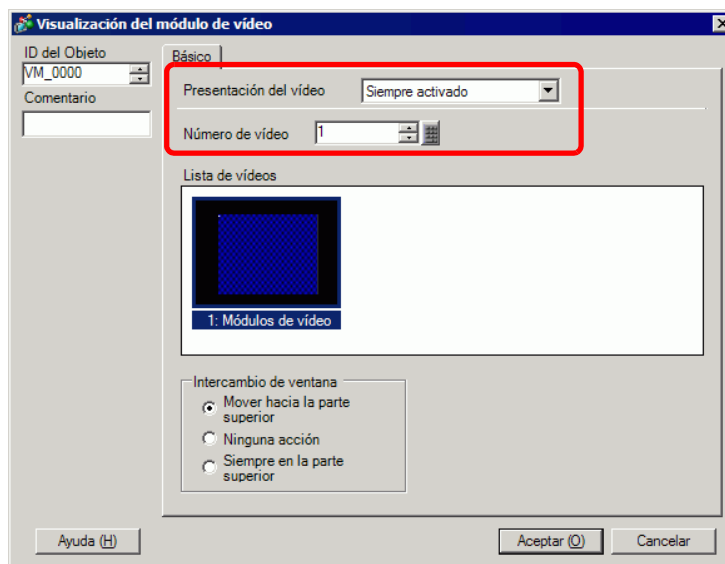 Visualización del módulo de vídeo
ID del Objeto
VM_0000
Comentario
Básico
Presentación del vídeo
Siempre activado
Número de vídeo
1
Lista de vídeos
1: Módulos de vídeo
Intercambio de ventana
Mover hacia la parte
superior
Ninguna acción
Siempre en la parte
superior
Ayuda (H)
Aceptar (O)
Cancelar